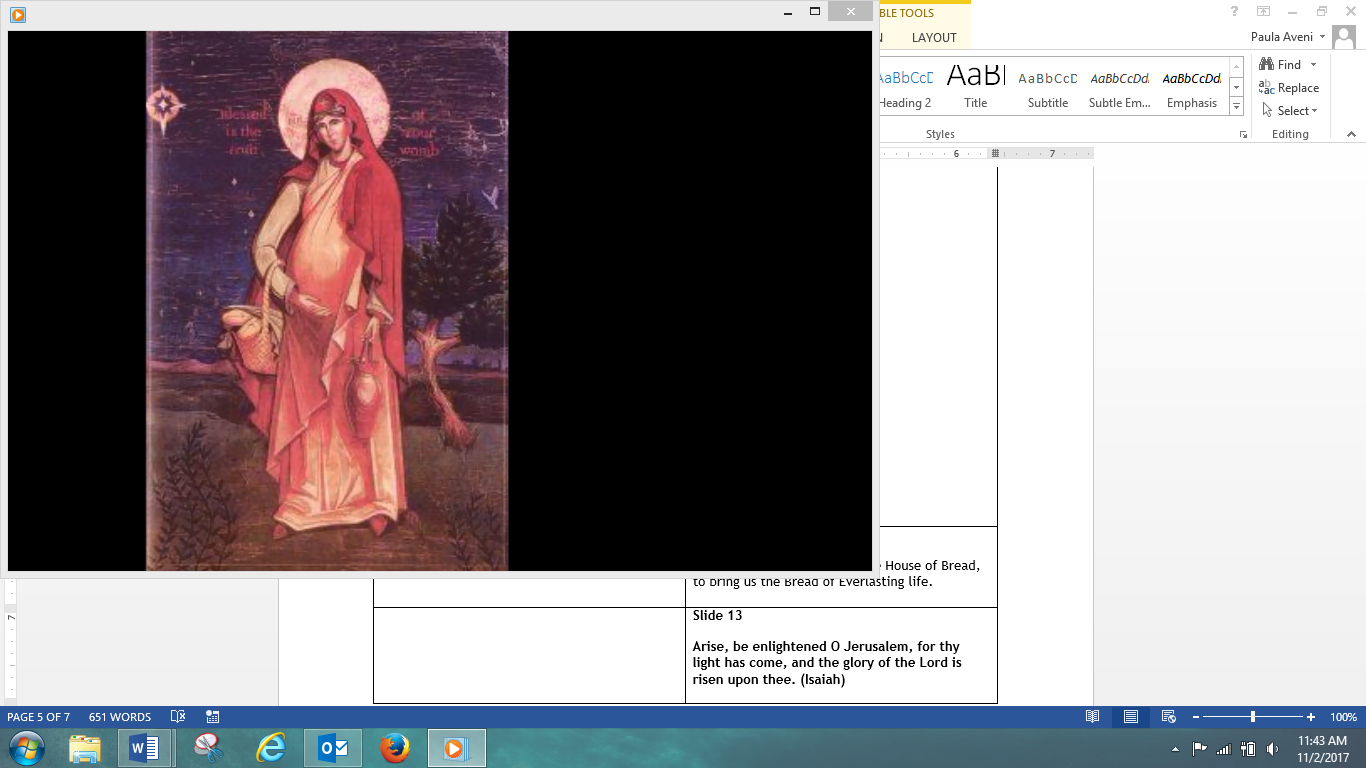 BLE TOOLS
LAYOUT
Paula Aveni
AaBbCcD
AaB
AaBbCcD
AaBbCcDd
AaBbCcDd
Heading 2
Title
Subtitle
Subtle Em...
Emphasis
Find
Replace
Select
Styles
Editing
6
7
Blessed
is the
fruit
of
your
womb
House of Bread,
to bring us the Bread of Everlasting life.
7
Slide 13
Arise, be enlightened O Jerusalem, for thy
light has come, and the glory of the Lord is
risen upon thee. (Isaiah)
PAGE 5 OF 7
651 WORDS
100%
11:43 AM
11/2/2017